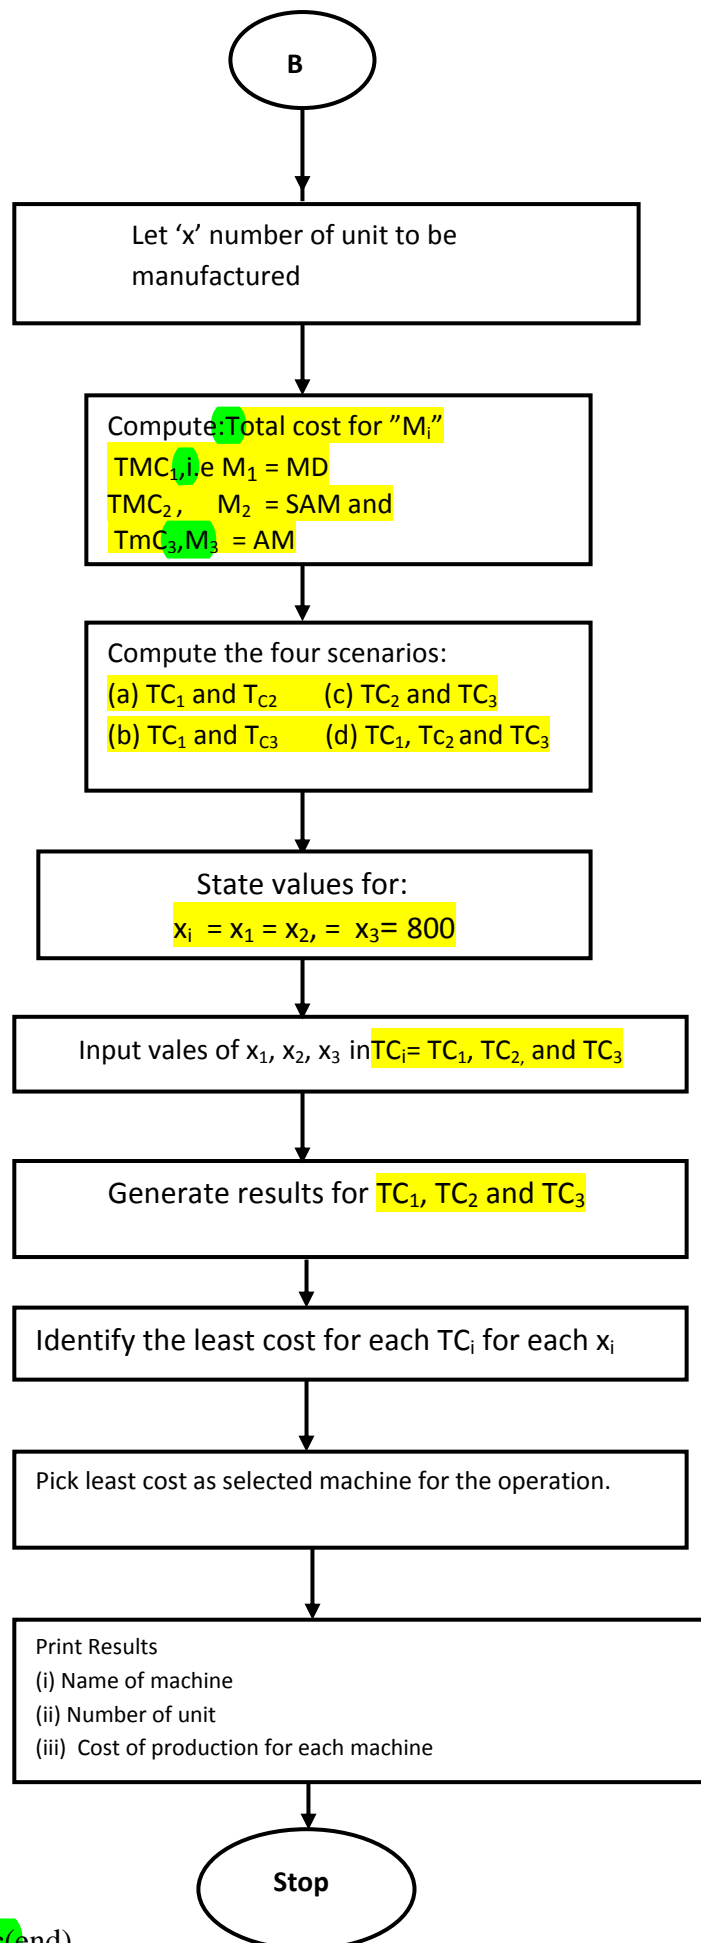 B
Let ‘x’ number of unit to be
manufactured
Compute:Total cost for ”Mᵢ”
TMC₁,i.e M₁ = MD
TMC₂, M₂ = SAM and
TmC₃,M₃ = AM
Compute the four scenarios:
(a) TC₁ and T_C2 (c) TC₂ and TC₃
(b) TC₁ and T_C3 (d) TC₁, Tc₂ and TC₃
State values for:
xᵢ = x₁ = x₂, = x₃= 800
Input vales of x₁, x₂, x₃ inTCᵢ= TC₁, TC₂, and TC₃
Generate results for TC₁, TC₂ and TC₃
Identify the least cost for each TCᵢ for each xᵢ
Pick least cost as selected machine for the operation.
Print Results
(i) Name of machine
(ii) Number of unit
(iii) Cost of production for each machine
Stop
(end)